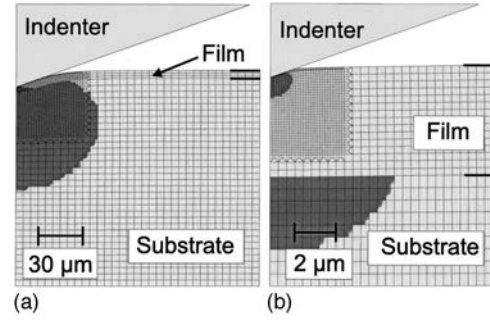 Indenter
Film
Substrate
30 µm
(a)
Indenter
Film
Substrate
2 µm
(b)